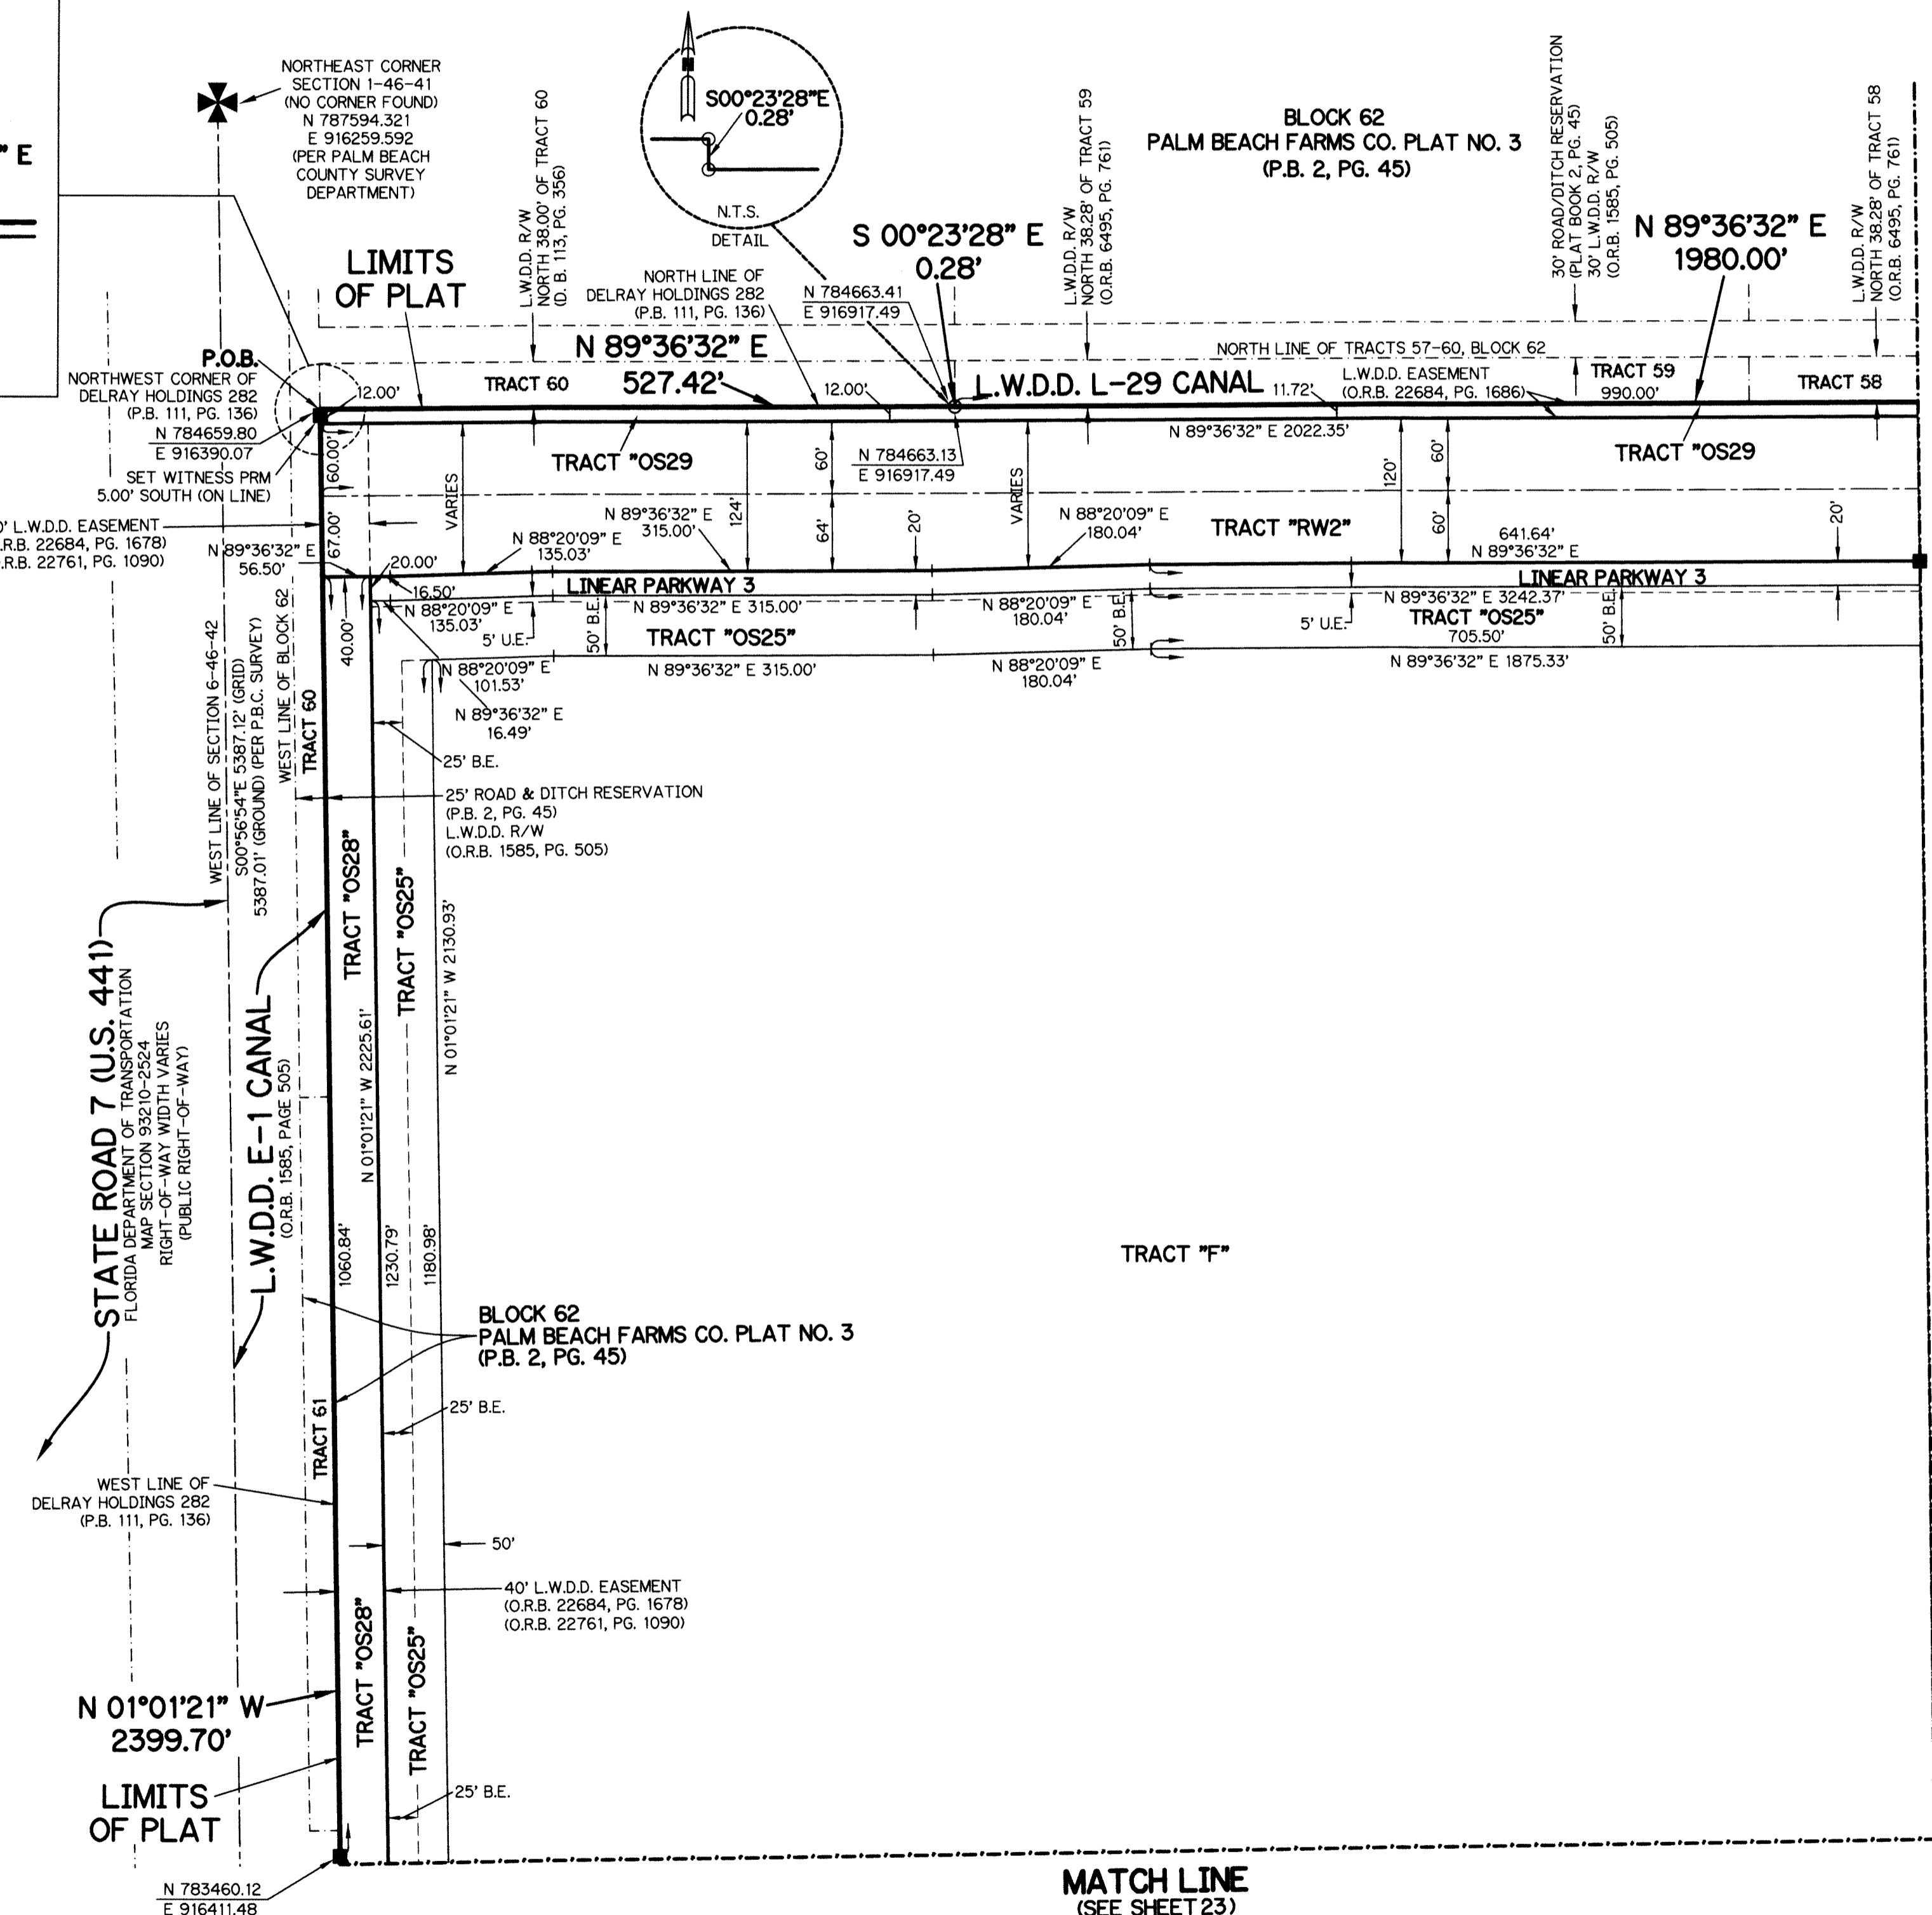 " E
NORTHEAST CORNER
SECTION 1-46-41
(NO CORNER FOUND)
N 787594.321
E 916259.592
(PER PALM BEACH
COUNTY SURVEY
DEPARTMENT)
L.W.D.D. R/W
NORTH 38.00' OF TRACT 60
(D. B. 1113, PG. 356)
S00°23'28"E
0.28'
N.T.S.
DETAIL
L.W.D.D. R/W
NORTH 38.28' OF TRACT 59
(O.R.B. 6495, PG. 761)
BLOCK 62
PALM BEACH FARMS CO. PLAT NO. 3
(P.B. 2, PG. 45)
30' ROAD/DITCH RESERVATION
(PLAT BOOK 2, PG. 45)
30' L.W.D.D. R/W
(O.R.B. 1585, PG. 505)
N 89°36'32" E
1980.00'
L.W.D.D. R/W
NORTH 38.28' OF TRACT 58
(O.R.B. 6495, PG. 761)
LIMITS
OF PLAT
NORTH LINE OF
DELRAY HOLDINGS 282
(P.B. 111, PG. 136)
N 784663.41
E 916917.49
S 00°23'28" E
0.28'
P.O.B.
NORTHWEST CORNER OF
DELRAY HOLDINGS 282
(P.B. 111, PG. 136)
N 784659.80
E 916390.07
SET WITNESS PRM
5.00' SOUTH (ON LINE)
12.00'
TRACT 60
N 89°36'32" E
527.42'
12.00'
L.W.D.D. L-29 CANAL
11.72'
NORTH LINE OF TRACTS 57-60, BLOCK 62
L.W.D.D. EASEMENT
(O.R.B. 22684, PG. 1686)
TRACT 59
990.00'
TRACT 58
N 89°36'32" E 2022.35'
60.00'
TRACT "OS29
N 784663.13
E 916917.49
TRACT "OS29
VARIES
124'
60'
64'
20'
VARIES
120'
60'
60'
20'
0' L.W.D.D. EASEMENT
.R.B. 22684, PG. 1678)
R.B. 22761, PG. 1090)
67.00'
N 89°36'32" E
56.50'
N 88°20'09" E
135.03'
N 89°36'32" E
315.00'
N 88°20'09" E
180.04'
TRACT "RW2"
641.64'
N 89°36'32" E
20.00'
16.50'
LINEAR PARKWAY 3
LINEAR PARKWAY 3
N 88°20'09" E
135.03'
5' U.E.
50' B.E.
N 89°36'32" E 315.00'
TRACT "OS25"
N 88°20'09" E
180.04'
50' B.E.
5' U.E.
N 89°36'32" E 3242.37'
TRACT "OS25"
705.50'
50' B.E.
40.00'
N 88°20'09" E
101.53'
N 89°36'32" E
16.49'
N 89°36'32" E 315.00'
N 88°20'09" E
180.04'
N 89°36'32" E 1875.33'
WEST LINE OF SECTION 6-46-42
S00°56'54"E 5387.12' (GRID)
5387.01' (GROUND) (PER P.B.C. SURVEY)
WEST LINE OF BLOCK 62
TRACT 60
25' B.E.
25' ROAD & DITCH RESERVATION
(P.B. 2, PG. 45)
L.W.D.D. R/W
(O.R.B. 1585, PG. 505)
TRACT "OS28"
TRACT "OS25"
N 01°01'21" W 2130.93'
N 01°01'21" W 2225.61'
STATE ROAD 7 (U.S. 441)
FLORIDA DEPARTMENT OF TRANSPORTATION
MAP SECTION 93210-2524
RIGHT-OF-WAY WIDTH VARIES
(PUBLIC RIGHT-OF-WAY)
L.W.D.D. E-1 CANAL
(O.R.B. 1585, PAGE 505)
1060.84'
1230.79'
1180.98'
TRACT "F"
BLOCK 62
PALM BEACH FARMS CO. PLAT NO. 3
(P.B. 2, PG. 45)
TRACT 61
25' B.E.
WEST LINE OF
DELRAY HOLDINGS 282
(P.B. 111, PG. 136)
50'
40' L.W.D.D. EASEMENT
(O.R.B. 22684, PG. 1678)
(O.R.B. 22761, PG. 1090)
TRACT "OS28"
TRACT "OS25"
N 01°01'21" W
2399.70'
25' B.E.
LIMITS
OF PLAT
N 783460.12
E 916411.48
MATCH LINE
(SEE SHEET 23)